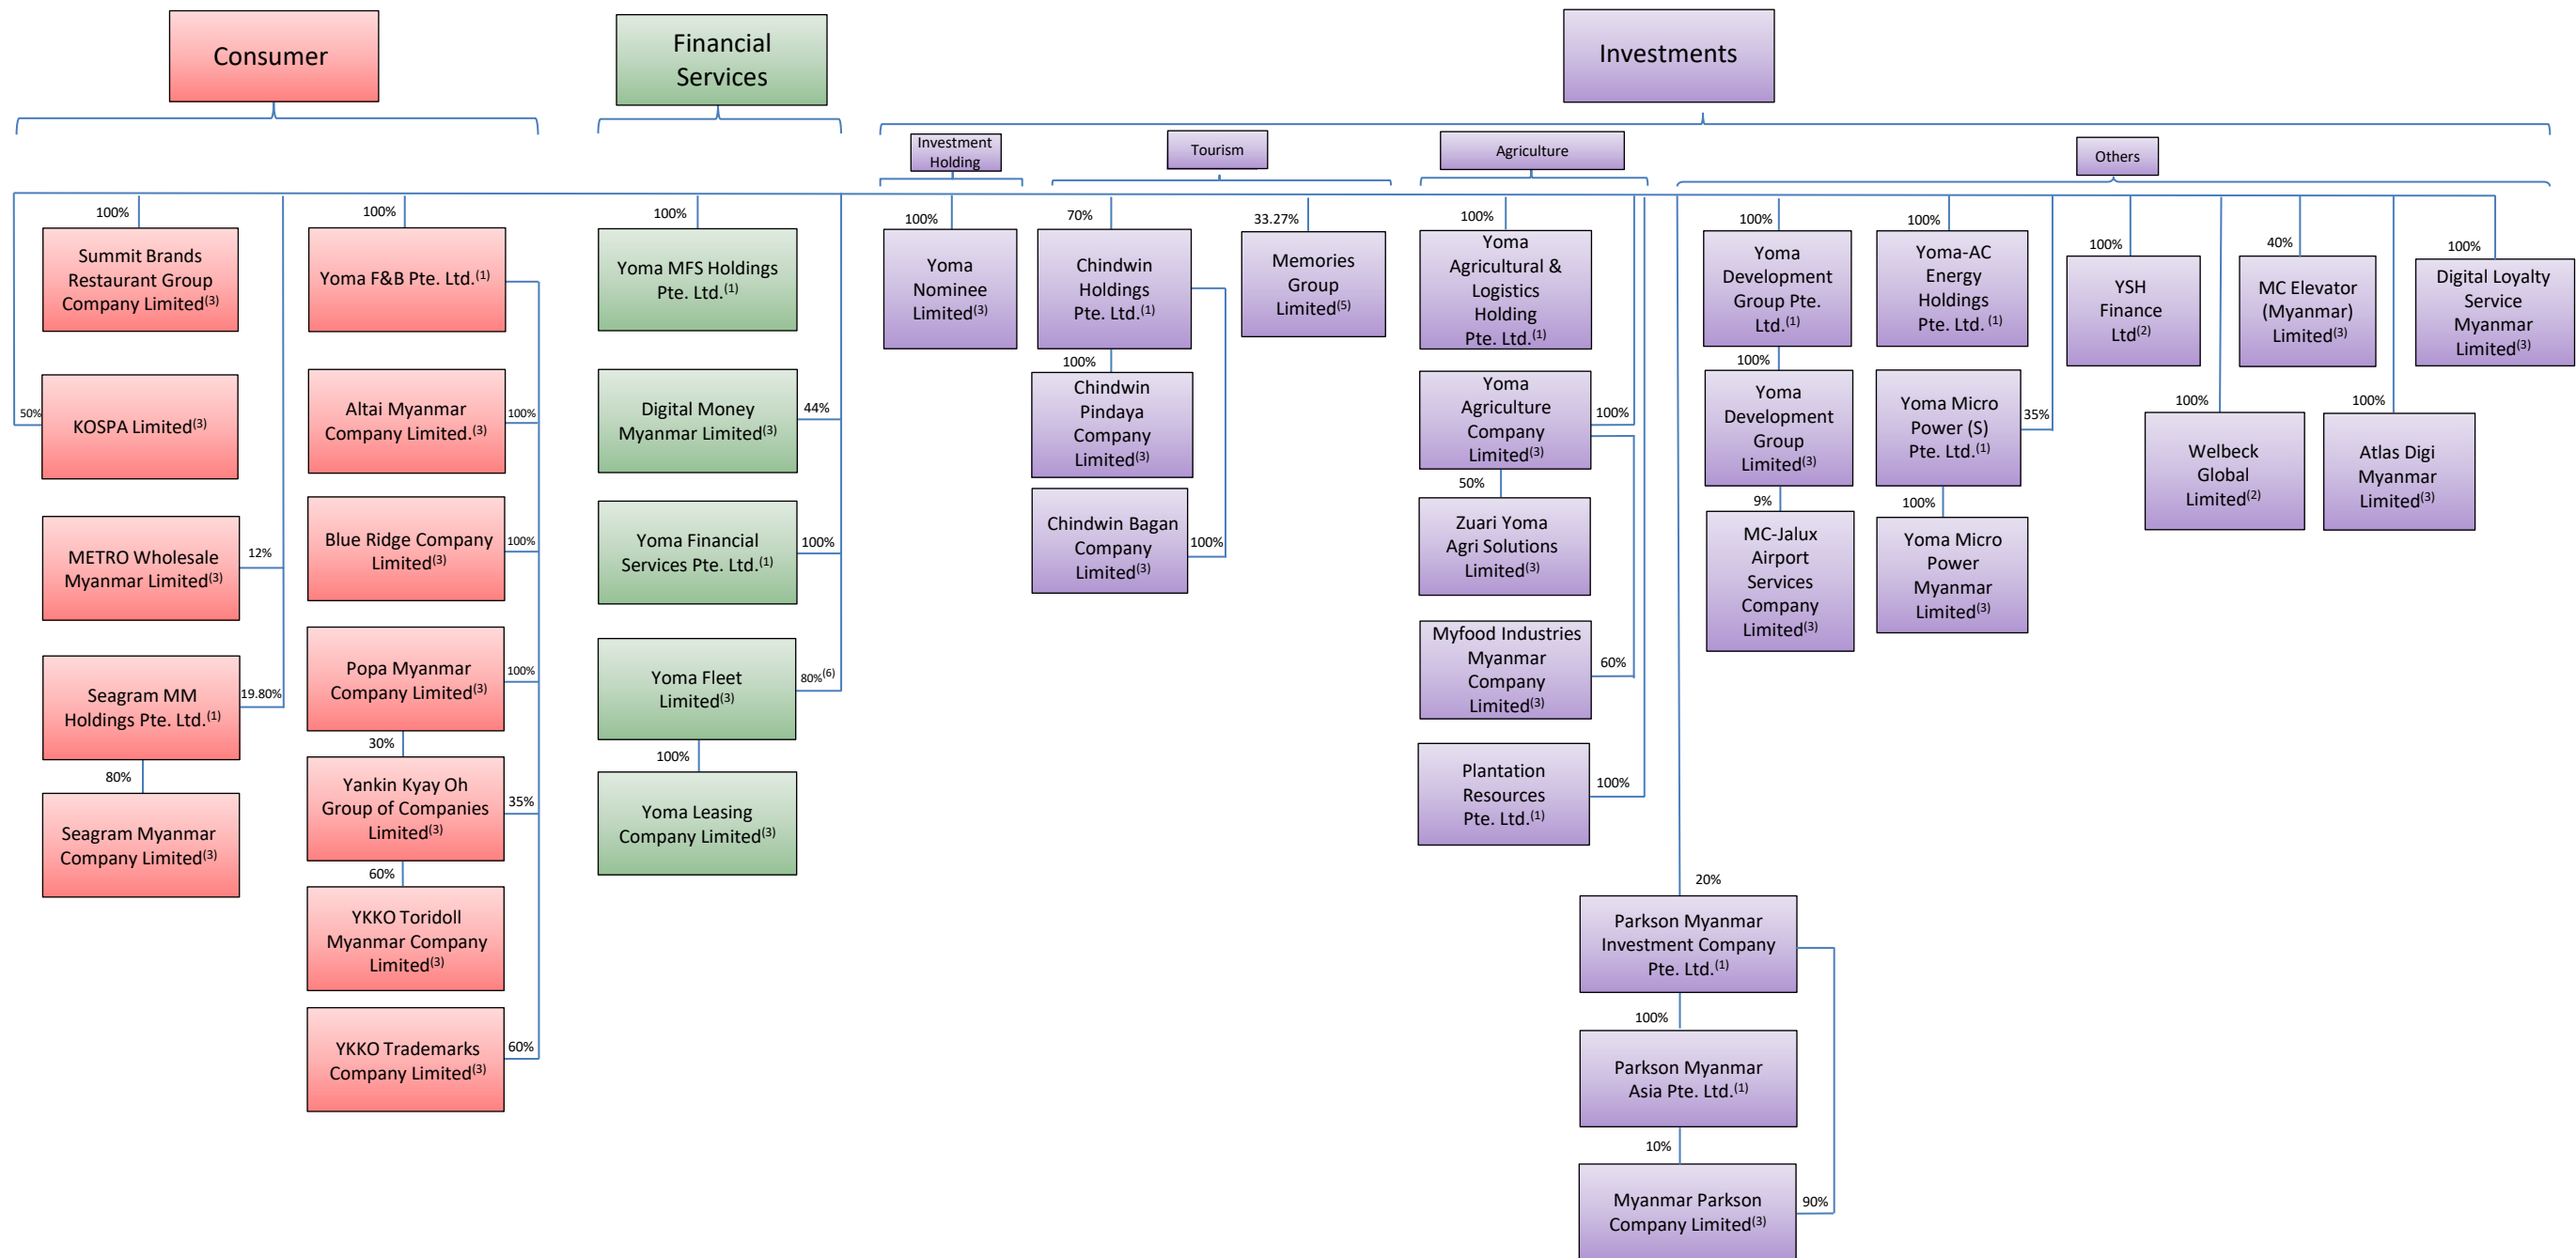 Consumer
Financial
Services
Investments
Investment
Holding
Tourism
Agriculture
Others
100%
Summit Brands
Restaurant Group
Company Limited(3)
50%
KOSPA Limited(3)
METRO Wholesale
Myanmar Limited(3)
12%
Seagram MM
Holdings Pte. Ltd.(1)
19.80%
80%
Seagram Myanmar
Company Limited(3)
100%
Yoma F&B Pte. Ltd.(1)
Altai Myanmar
Company Limited.(3)
100%
Blue Ridge Company
Limited(3)
100%
Popa Myanmar
Company Limited(3)
100%
30%
Yankin Kyay Oh
Group of Companies
Limited(3)
35%
60%
YKKO Toridoll
Myanmar Company
Limited(3)
YKKO Trademarks
Company Limited(3)
60%
100%
Yoma MFS Holdings
Pte. Ltd.(1)
Digital Money
Myanmar Limited(3)
44%
Yoma Financial
Services Pte. Ltd.(1)
100%
Yoma Fleet
Limited(3)
80%(6)
100%
Yoma Leasing
Company Limited(3)
100%
Yoma
Nominee
Limited(3)
70%
Chindwin
Holdings
Pte. Ltd.(1)
100%
Chindwin
Pindaya
Company
Limited(3)
Chindwin Bagan
Company
Limited(3)
100%
33.27%
Memories
Group
Limited(5)
100%
Yoma
Agricultural &
Logistics
Holding
Pte. Ltd.(1)
Yoma
Agriculture
Company
Limited(3)
100%
50%
Zuari Yoma
Agri Solutions
Limited(3)
Myfood Industries
Myanmar
Company
Limited(3)
60%
Plantation
Resources
Pte. Ltd.(1)
100%
20%
Parkson Myanmar
Investment Company
Pte. Ltd.(1)
100%
Parkson Myanmar
Asia Pte. Ltd.(1)
10%
Myanmar Parkson
Company Limited(3)
90%
100%
Yoma
Development
Group Pte.
Ltd.(1)
100%
Yoma
Development
Group
Limited(3)
9%
MC-Jalux
Airport
Services
Company
Limited(3)
100%
Yoma-AC
Energy
Holdings
Pte. Ltd. (1)
Yoma Micro
Power (S)
Pte. Ltd.(1)
35%
100%
Yoma Micro
Power
Myanmar
Limited(3)
100%
YSH
Finance
Ltd(2)
100%
Welbeck
Global
Limited(2)
40%
MC Elevator
(Myanmar)
Limited(3)
100%
Atlas Digi
Myanmar
Limited(3)
100%
Digital Loyalty
Service
Myanmar
Limited(3)